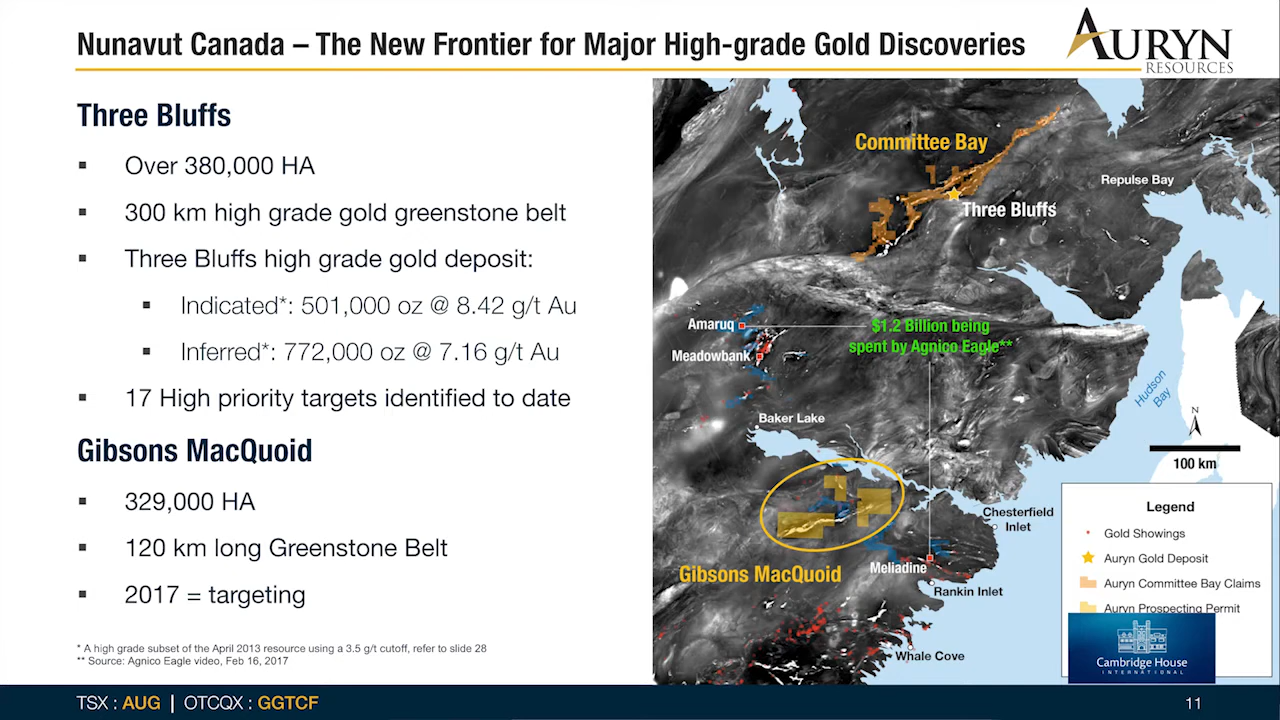 Nunavut Canada – The New Frontier for Major High-grade Gold Discoveries
AURYN
RESOURCES
Three Bluffs
▪ Over 380,000 HA
▪ 300 km high grade gold greenstone belt
▪ Three Bluffs high grade gold deposit:
▪ Indicated*: 501,000 oz @ 8.42 g/t Au
▪ Inferred*: 772,000 oz @ 7.16 g/t Au
▪ 17 High priority targets identified to date
Gibsons MacQuoid
▪ 329,000 HA
▪ 120 km long Greenstone Belt
▪ 2017 = targeting
* A high grade subset of the April 2013 resource using a 3.5 g/t cutoff, refer to slide 28
** Source: Agnico Eagle video, Feb 16, 2017
Committee Bay
Repulse Bay
Three Bluffs
Amaruq
$1.2 Billion being
spent by Agnico Eagle**
Meadowbank
Hudson
Bay
Baker Lake
N
100 km
Chesterfield
Inlet
Gibsons MacQuoid
Meliadine
Rankin Inlet
Whale Cove
Legend
Gold Showings
Auryn Gold Deposit
Auryn Committee Bay Claims
Auryn Prospecting Permit
Cambridge House
INTERNATIONAL
TSX : AUG | OTCQX : GGTCF
11